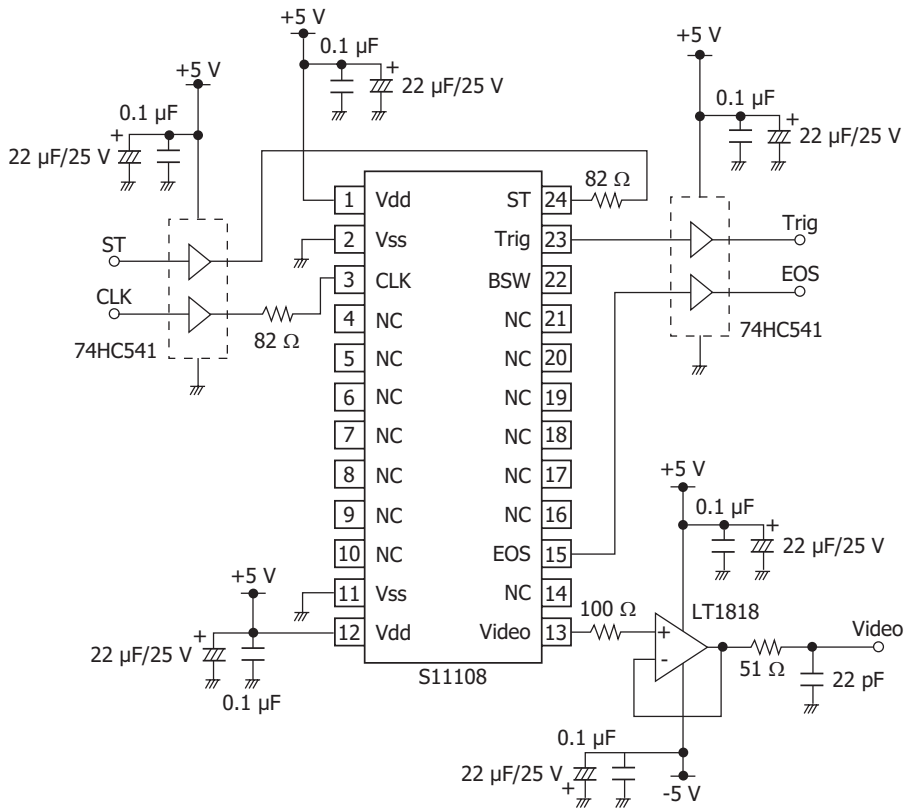 +5 V
0.1 µF
+
22 µF/25 V
+5 V
0.1 µF
+
22 µF/25 V
+5 V
0.1 µF
+
22 µF/25 V
ST
CLK
74HC541
82 Ω
82 Ω
1 Vdd
2 Vss
3 CLK
4 NC
5 NC
6 NC
7 NC
8 NC
9 NC
10 NC
11 Vss
12 Vdd
ST 24
Trig 23
BSW 22
NC 21
NC 20
NC 19
NC 18
NC 17
NC 16
EOS 15
NC 14
Video 13
S11108
Trig
EOS
74HC541
+5 V
+
22 µF/25 V
0.1 µF
+5 V
0.1 µF
+
22 µF/25 V
100 Ω
LT1818
+
-
51 Ω
Video
22 pF
0.1 µF
22 µF/25 V
+
-5 V